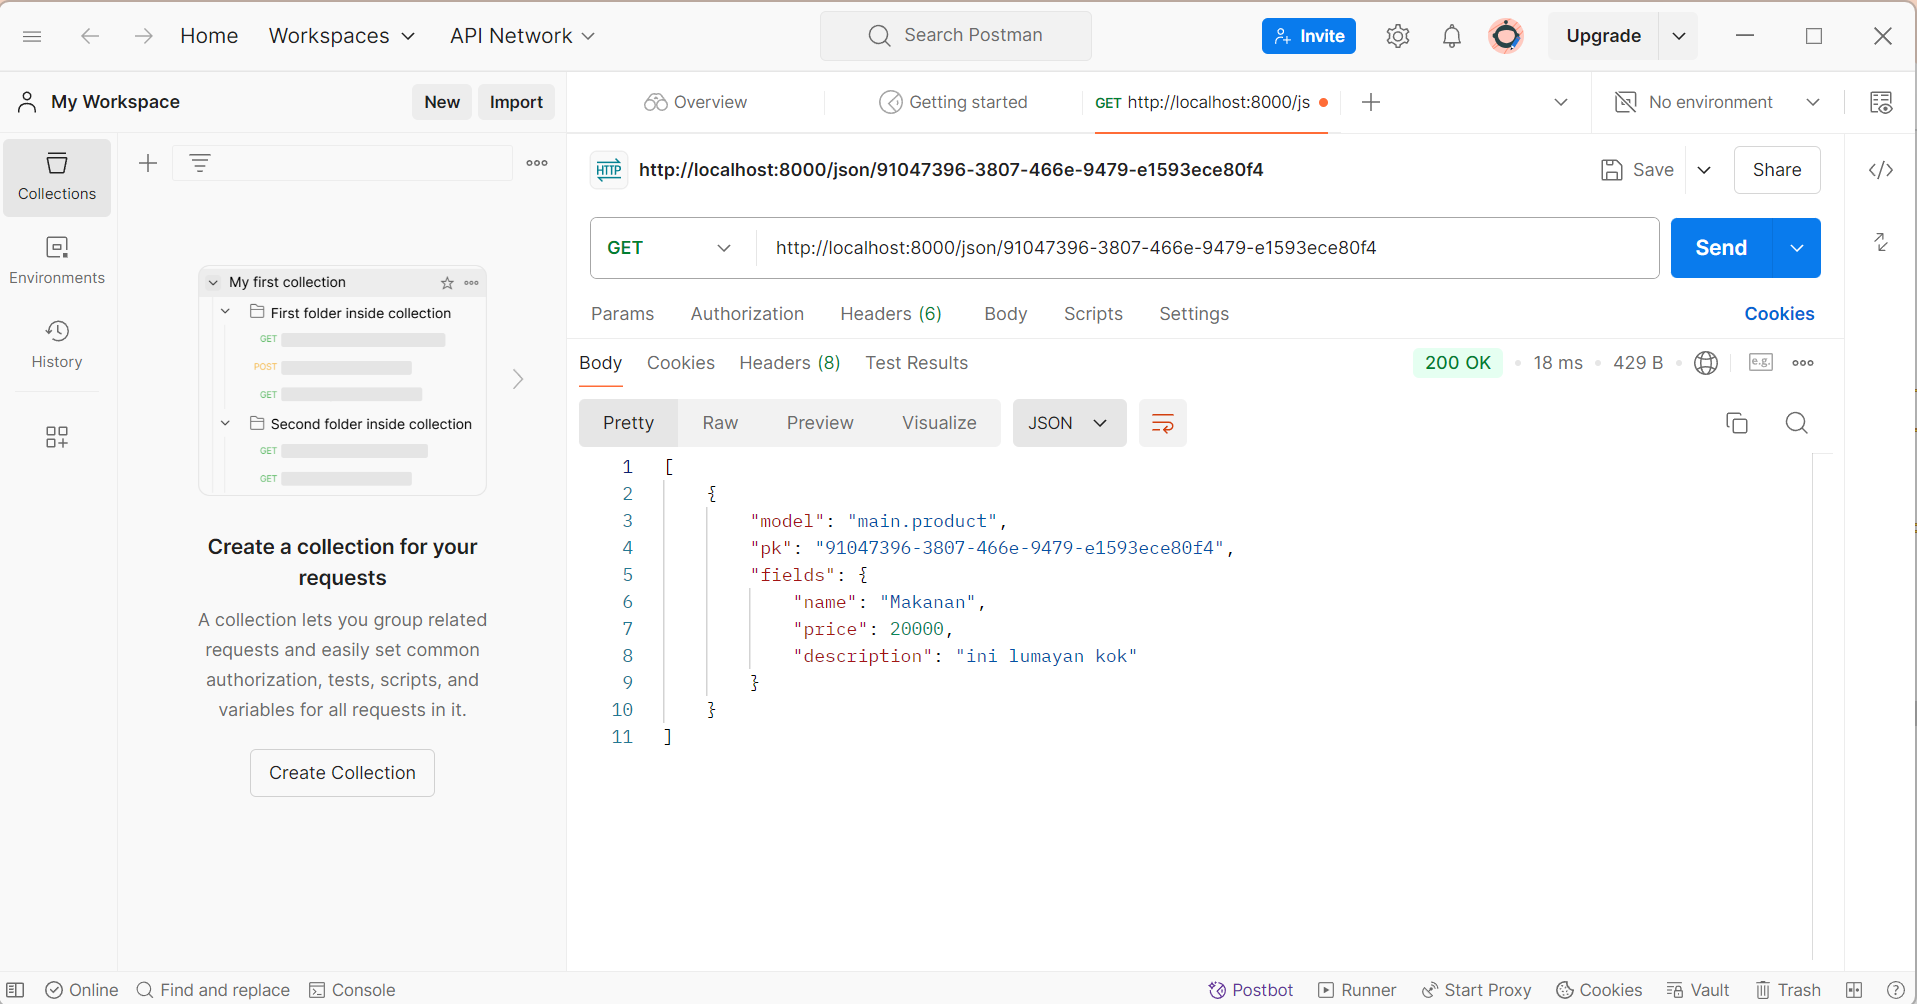 Home Workspaces API Network Search Postman Invite Upgrade
My Workspace New Import Overview Getting started GET http://localhost:8000/js No environment
Collections
Environments
History
My first collection
First folder inside collection
GET
POST
GET
Second folder inside collection
GET
GET
Create a collection for your
requests
A collection lets you group related
requests and easily set common
authorization, tests, scripts, and
variables for all requests in it.
Create Collection
HTTP http://localhost:8000/json/91047396-3807-466e-9479-e1593ece80f4 Save Share
GET http://localhost:8000/json/91047396-3807-466e-9479-e1593ece80f4 Send
Params Authorization Headers (6) Body Scripts Settings Cookies
Body Cookies Headers (8) Test Results 200 OK 18 ms 429 B e.g.
Pretty Raw Preview Visualize JSON
1 [
2 {
3 "model": "main.product",
4 "pk": "91047396-3807-466e-9479-e1593ece80f4",
5 "fields": {
6 "name": "Makanan",
7 "price": 20000,
8 "description": "ini lumayan kok"
9 }
10 }
11 ]
Online Find and replace Console Postbot Runner Start Proxy Cookies Vault Trash